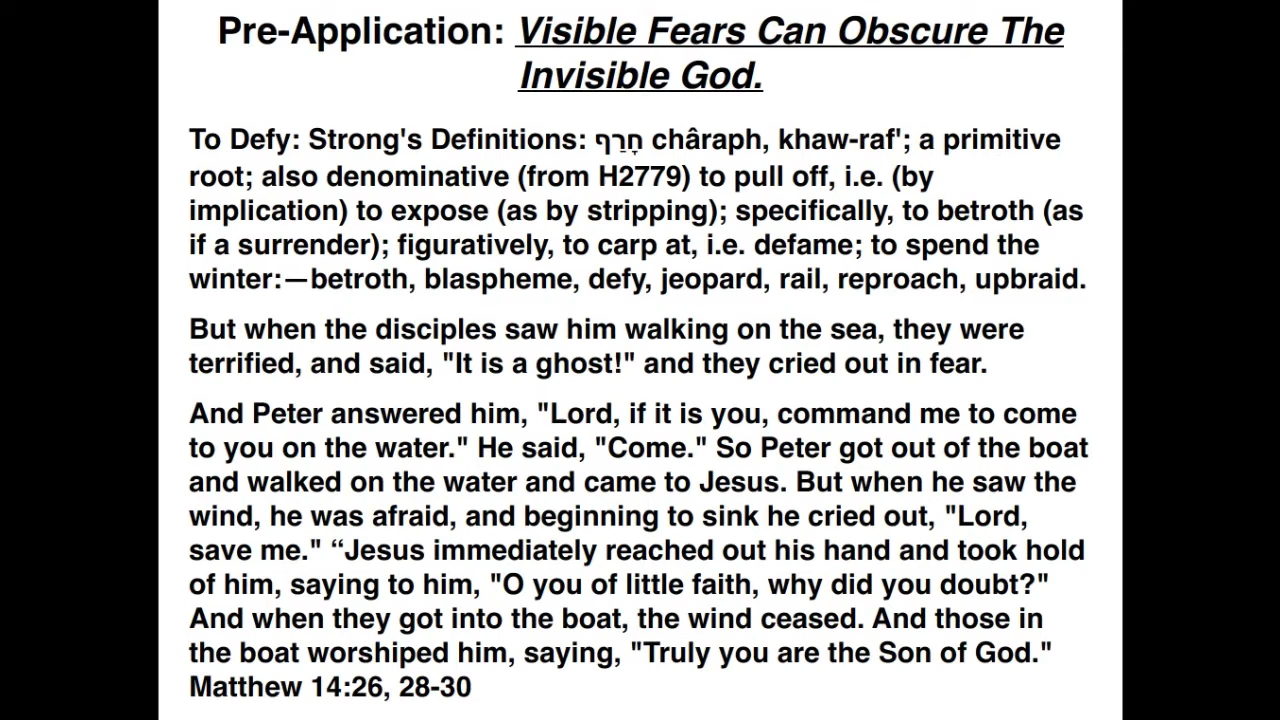 Pre-Application: Visible Fears Can Obscure The
Invisible God.
To Defy: Strong's Definitions: חָרַף châraph, khaw-raf'; a primitive
root; also denominative (from H2779) to pull off, i.e. (by
implication) to expose (as by stripping); specifically, to betroth (as
if a surrender); figuratively, to carp at, i.e. defame; to spend the
winter:—betroth, blaspheme, defy, jeopard, rail, reproach, upbraid.
But when the disciples saw him walking on the sea, they were
terrified, and said, "It is a ghost!" and they cried out in fear.
And Peter answered him, "Lord, if it is you, command me to come
to you on the water." He said, "Come." So Peter got out of the boat
and walked on the water and came to Jesus. But when he saw the
wind, he was afraid, and beginning to sink he cried out, "Lord,
save me." “Jesus immediately reached out his hand and took hold
of him, saying to him, "O you of little faith, why did you doubt?"
And when they got into the boat, the wind ceased. And those in
the boat worshiped him, saying, "Truly you are the Son of God."
Matthew 14:26, 28-30